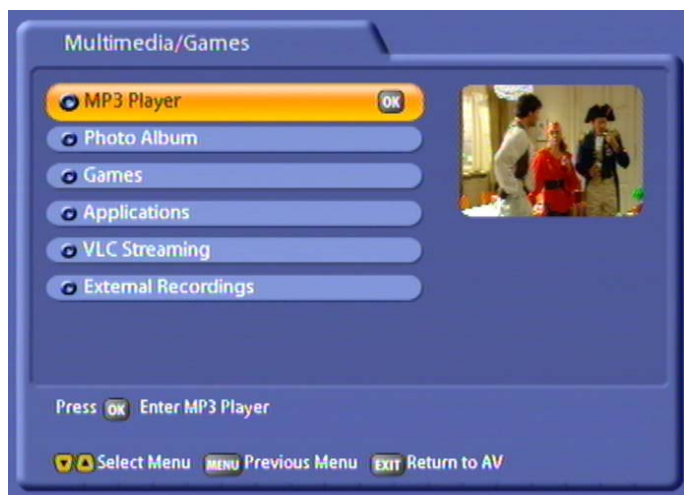 Multimedia/Games
MP3 Player OK
Photo Album
Games
Applications
VLC Streaming
External Recordings
Press OK Enter MP3 Player
Select Menu MENU Previous Menu EXIT Return to AV